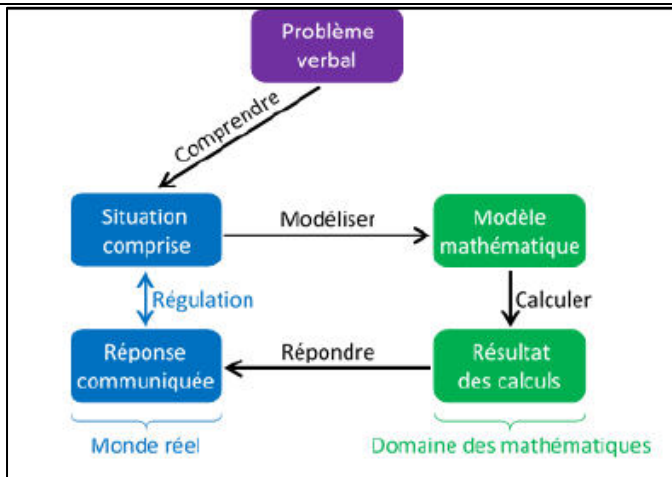 Problème
verbal
Comprendre
Situation
comprise
Modéliser
Modèle
mathématique
Régulation
Calculer
Réponse
communiquée
Répondre
Résultat
des calculs
Monde réel
Domaine des mathématiques